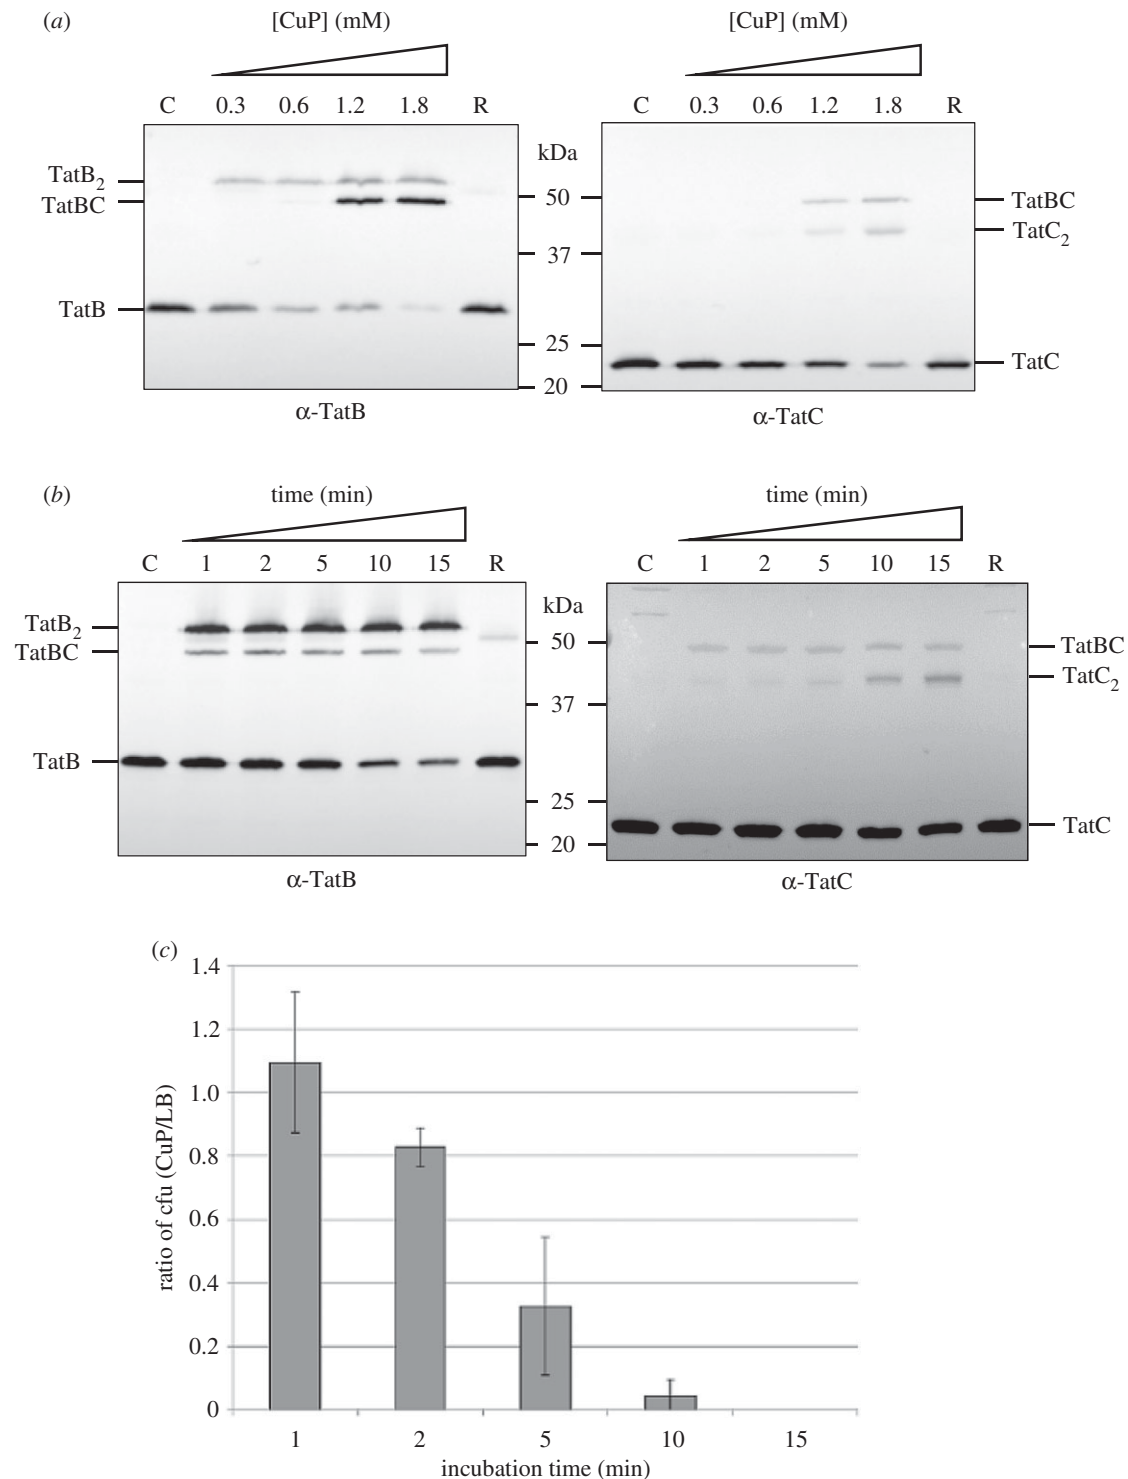 (a)
[CuP] (mM) [CuP] (mM)
C 0.3 0.6 1.2 1.8 R C 0.3 0.6 1.2 1.8 R
kDa
TatB₂
TatBC 50 TatBC
TatC₂
37
TatB
25
TatC
20
α-TatB α-TatC
(b)
time (min) time (min)
C 1 2 5 10 15 R C 1 2 5 10 15 R
kDa
TatB₂
TatBC 50 TatBC
TatC₂
37
TatB
25
TatC
20
α-TatB α-TatC
(c)
1.4
1.2
1.0
0.8
0.6
0.4
0.2
0
ratio of cfu (CuP/LB)
1 2 5 10 15
incubation time (min)